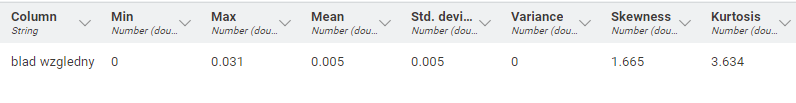 Column Min Max Mean Std. devi... Variance Skewness Kurtosis
String Number (dou... Number (dou... Number (dou... Number (dou... Number (dou... Number (dou... Number (dou...
blad wzgledny 0 0.031 0.005 0.005 0 1.665 3.634